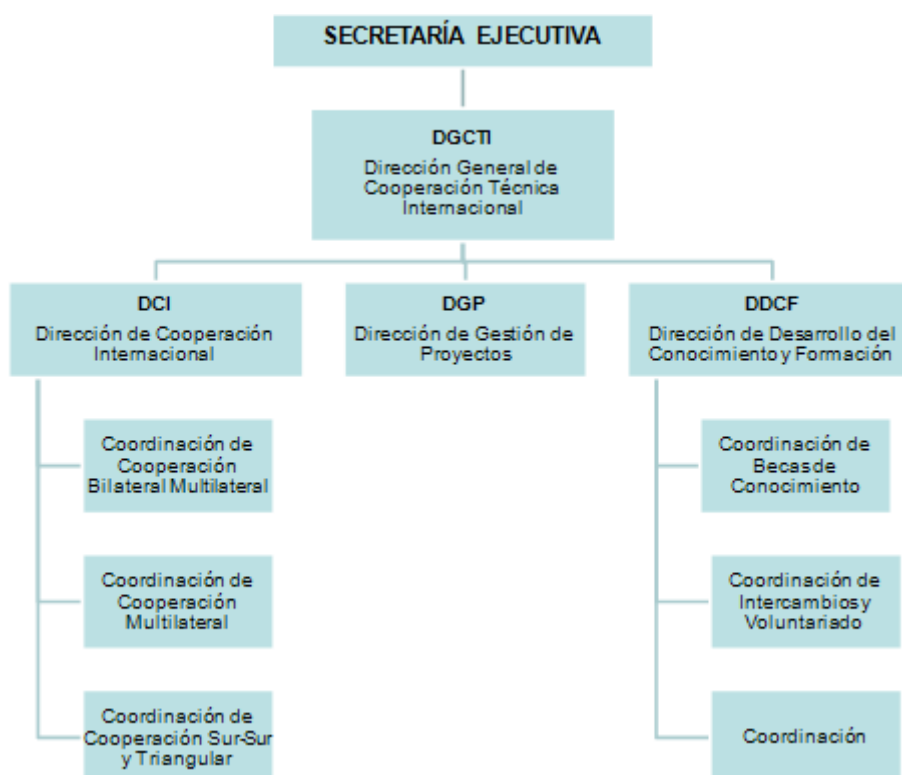 SECRETARÍA EJECUTIVA
DGCTI
Dirección General de
Cooperación Técnica
Internacional
DCI
Dirección de Cooperación
Internacional
DGP
Dirección de Gestión de
Proyectos
DDCF
Dirección de Desarrollo del
Conocimiento y Formación
Coordinación de
Cooperación
Bilateral Multilateral
Coordinación de
Cooperación
Multilateral
Coordinación de
Cooperación Sur-Sur
y Triangular
Coordinación de
Becas de
Conocimiento
Coordinación de
Intercambios y
Voluntariado
Coordinación